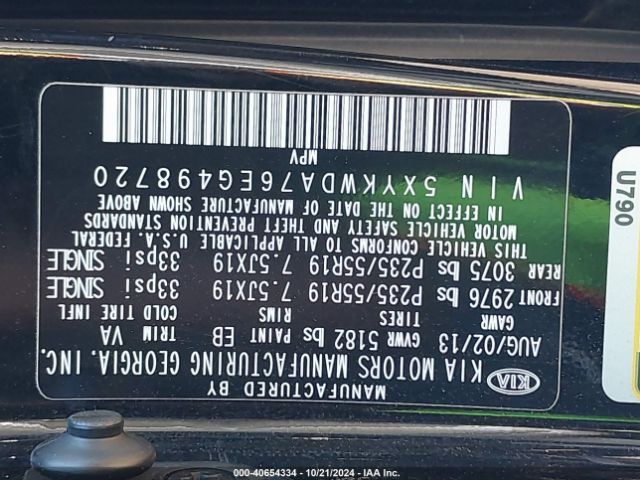 MANUFACTURED BY
KIA KIA MOTORS MANUFACTURING GEORGIA, INC.
AUG/02/13 GVWR 5182 lbs PAINT EB TRIM VA
GAWR TIRES RIMS COLD TIRE INFL
FRONT 2976 lbs P235/55R19 7.5JX19 33psi SINGLE
REAR 3075 lbs P235/55R19 7.5JX19 33psi SINGLE
THIS VEHICLE CONFORMS TO ALL APPLICABLE U.S.A. FEDERAL
MOTOR VEHICLE SAFETY AND THEFT PREVENTION STANDARDS
IN EFFECT ON THE DATE OF MANUFACTURE SHOWN ABOVE.
VIN 5XYKWDA76EG498720
MPV
U790
000-40654334 - 10/21/2024 - IAA Inc.